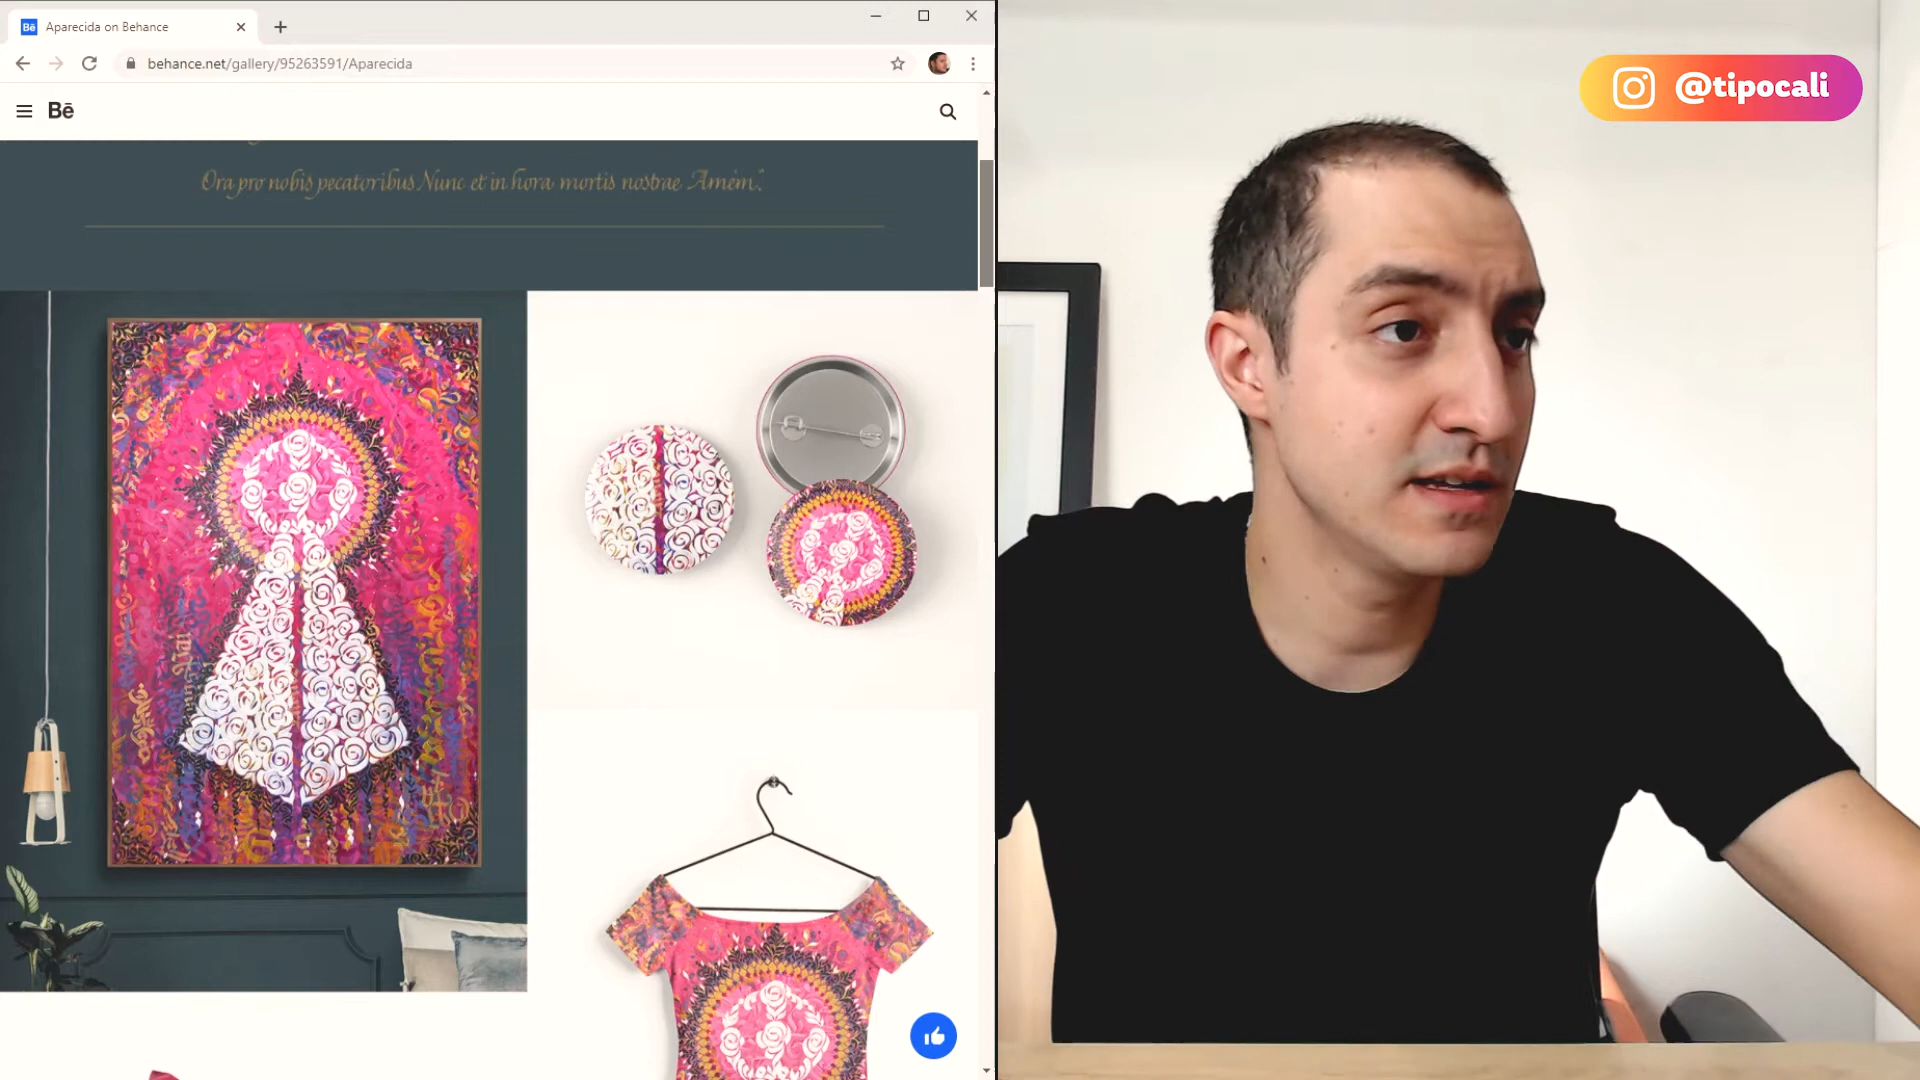 Aparecida on Behance
behance.net/gallery/95263591/Aparecida
Bē
Ora pro nobis pecatoribus Nunc et in hora mortis nostrae Amém."
@tipocali